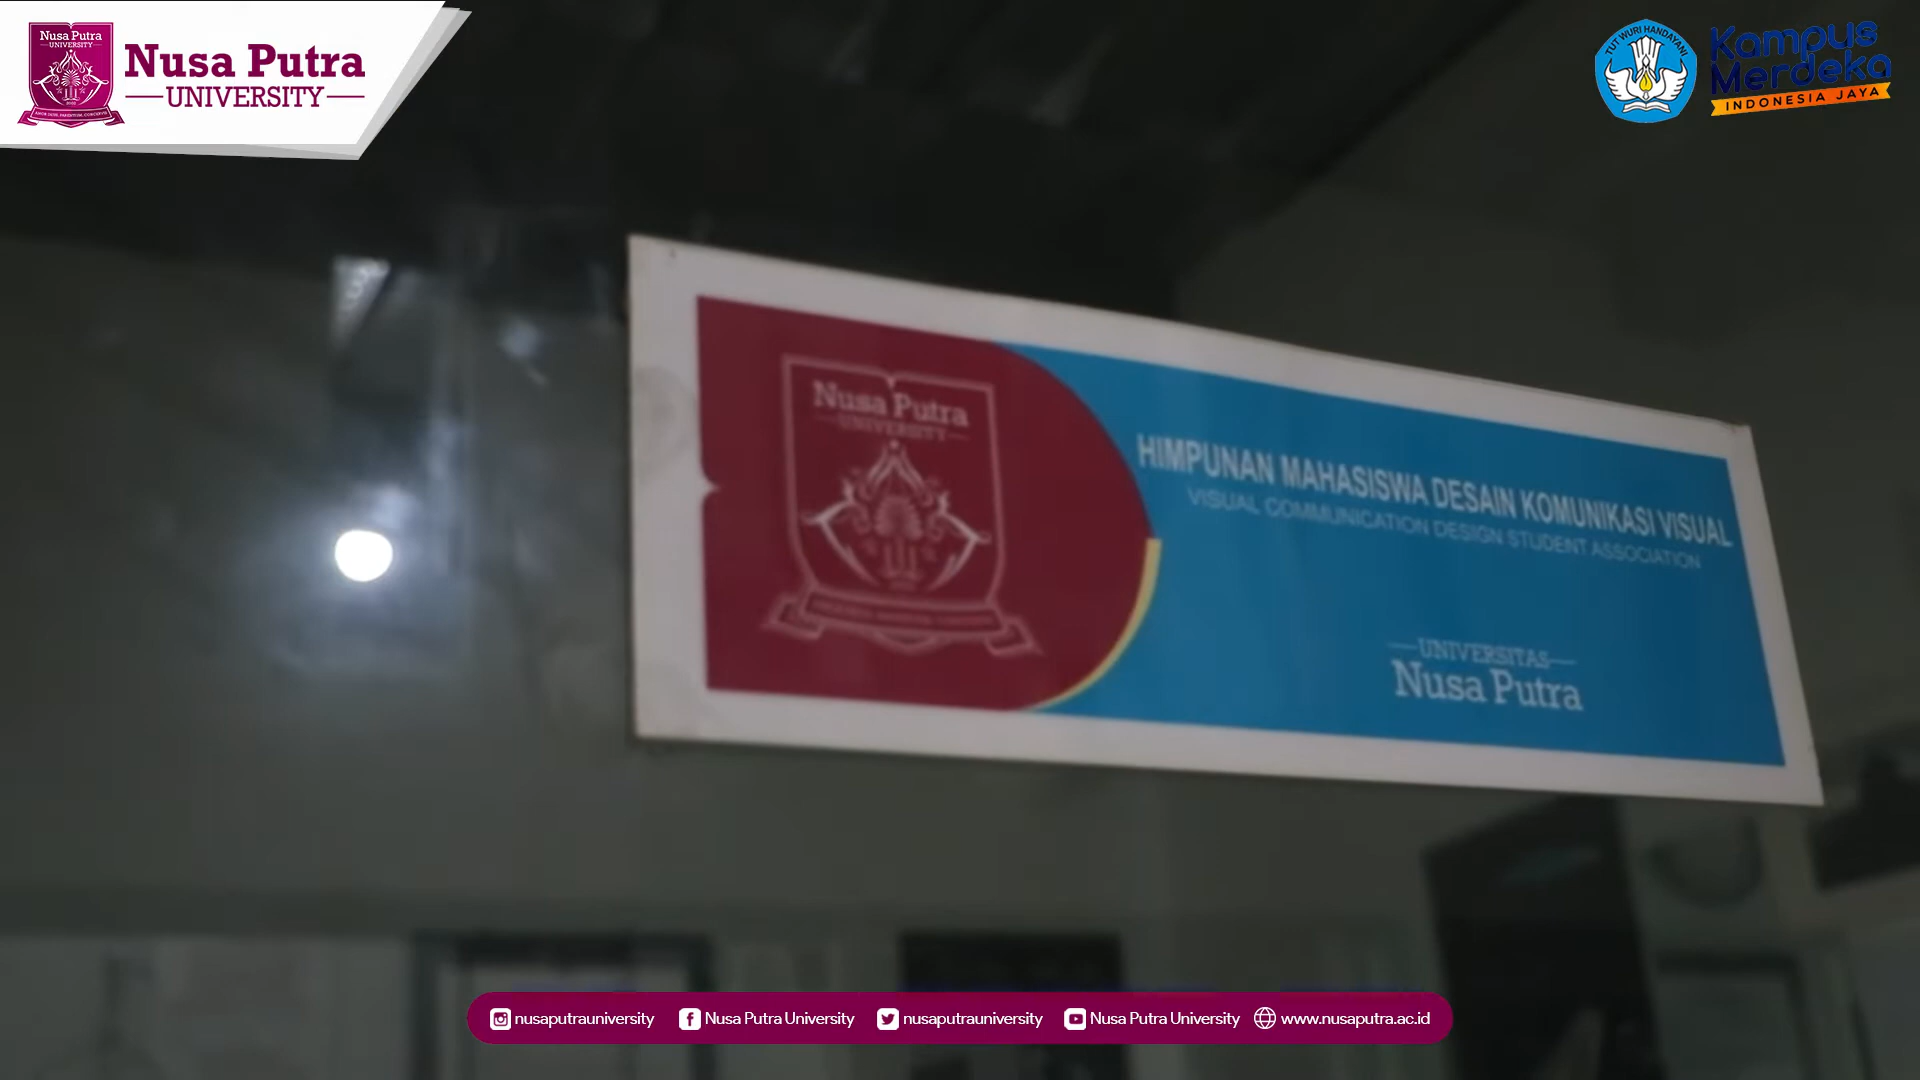 Nusa Putra
UNIVERSITY
Nusa Putra
UNIVERSITY
TUT WURI HANDAYANI
Kampus
Merdeka
INDONESIA JAYA
Nusa Putra
UNIVERSITY
HIMPUNAN MAHASISWA DESAIN KOMUNIKASI VISUAL
VISUAL COMMUNICATION DESIGN STUDENT ASSOCIATION
UNIVERSITAS
Nusa Putra
nusaputrauniversity
Nusa Putra University
nusaputrauniversity
Nusa Putra University
www.nusaputra.ac.id